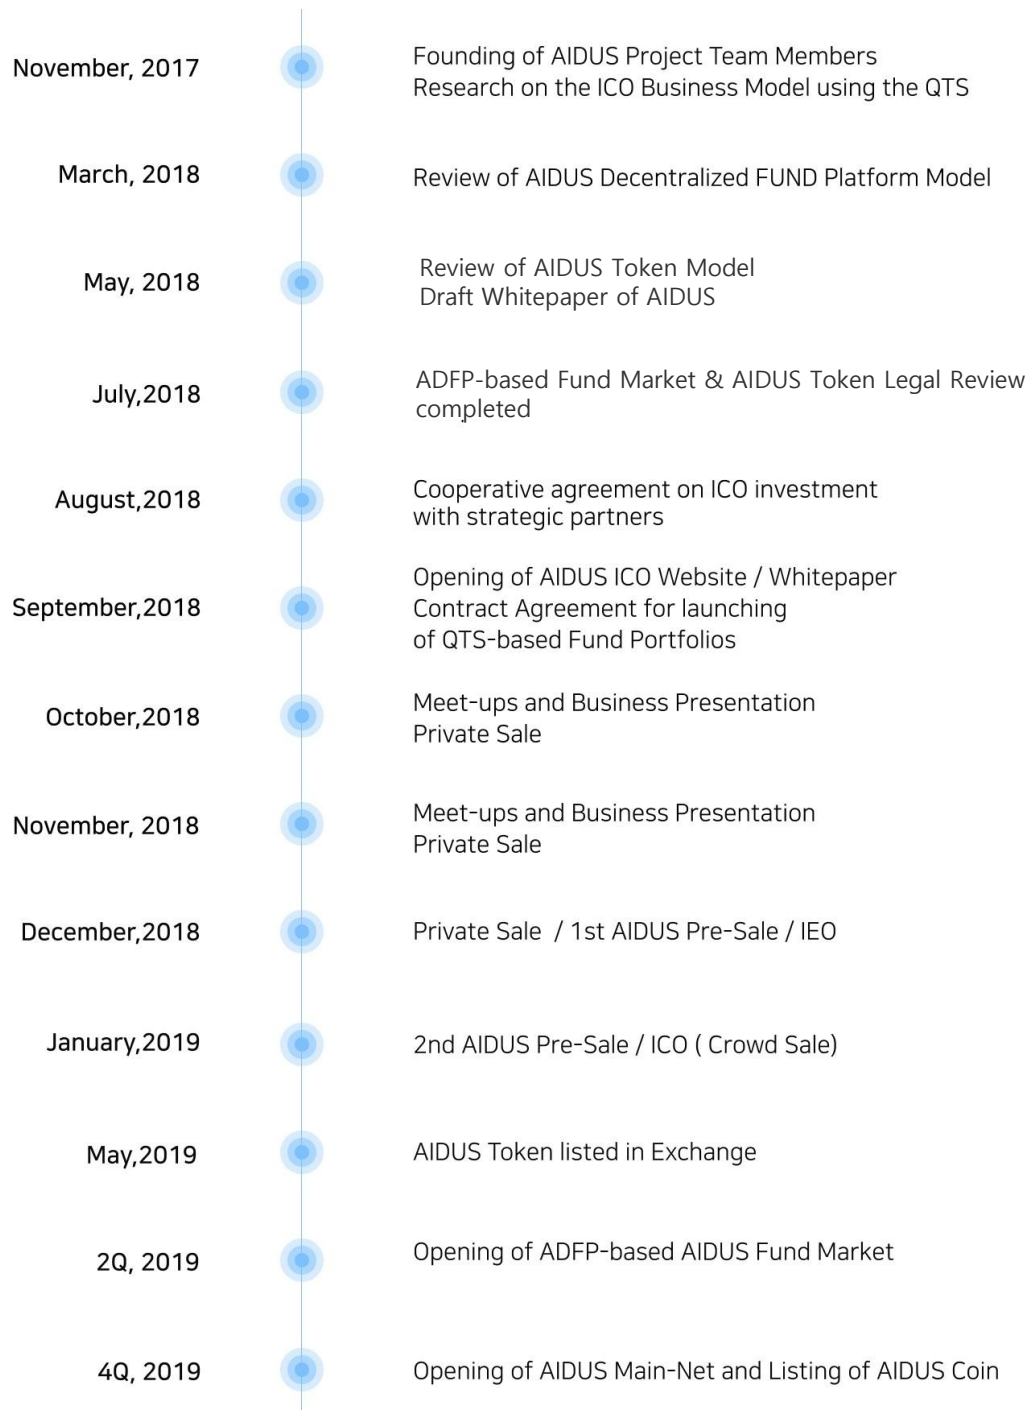 November, 2017
Founding of AIDUS Project Team Members
Research on the ICO Business Model using the QTS
March, 2018
Review of AIDUS Decentralized FUND Platform Model
May, 2018
Review of AIDUS Token Model
Draft Whitepaper of AIDUS
July,2018
ADFP-based Fund Market & AIDUS Token Legal Review
completed
August,2018
Cooperative agreement on ICO investment
with strategic partners
September,2018
Opening of AIDUS ICO Website / Whitepaper
Contract Agreement for launching
of QTS-based Fund Portfolios
October,2018
Meet-ups and Business Presentation
Private Sale
November, 2018
Meet-ups and Business Presentation
Private Sale
December,2018
Private Sale / 1st AIDUS Pre-Sale / IEO
January,2019
2nd AIDUS Pre-Sale / ICO ( Crowd Sale)
May,2019
AIDUS Token listed in Exchange
2Q, 2019
Opening of ADFP-based AIDUS Fund Market
4Q, 2019
Opening of AIDUS Main-Net and Listing of AIDUS Coin